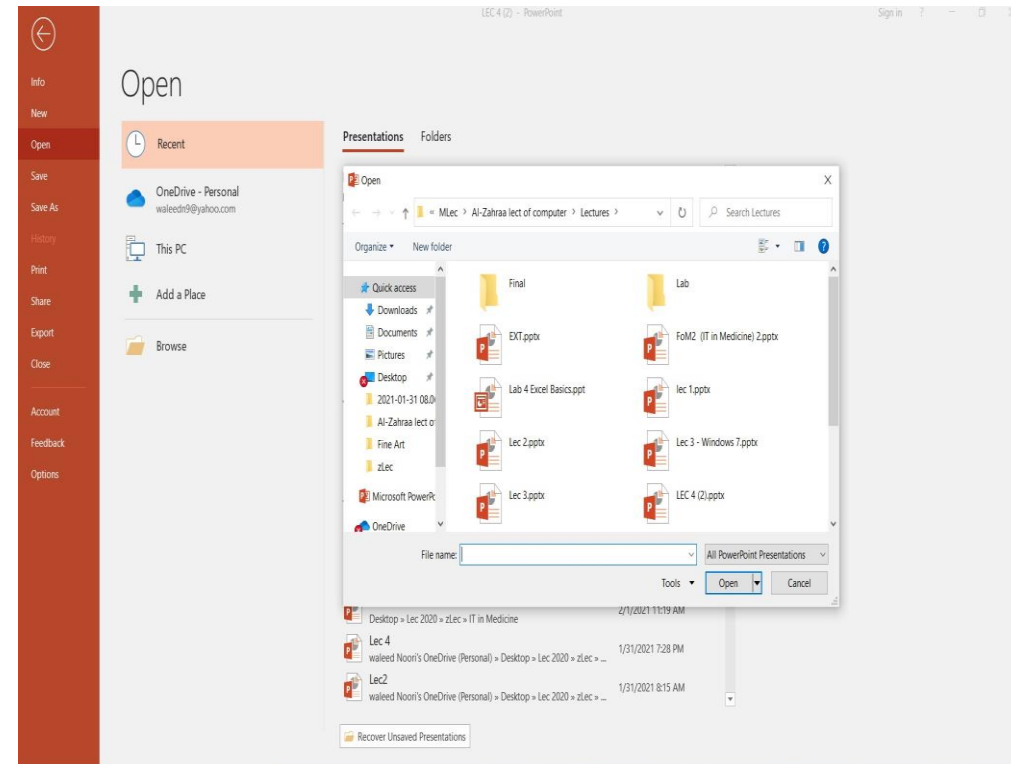 LEC 4 (2) - PowerPoint
Sign in ?
Info
New
Open
Save
Save As
History
Print
Share
Export
Close
Account
Feedback
Options
Open
Recent
OneDrive - Personal
waleedn9@yahoo.com
This PC
Add a Place
Browse
Presentations Folders
Open X
« MLec > Al-Zahraa lect of computer > Lectures >
Search Lectures
Organize New folder ?
Quick access
Downloads
Documents
Pictures
Desktop
2021-01-31 08.0
Al-Zahraa lect o
Fine Art
zLec
Microsoft PowerPo
OneDrive
Final
Lab
EXT.pptx
FoM2 (IT in Medicine) 2.pptx
Lab 4 Excel Basics.ppt
lec 1.pptx
Lec 2.pptx
Lec 3 - Windows 7.pptx
Lec 3.pptx
LEC 4 (2).pptx
File name:
All PowerPoint Presentations
Tools Open Cancel
2/1/2021 11:19 AM
Desktop » Lec 2020 » zLec » IT in Medicine
Lec 4
waleed Noori's OneDrive (Personal) » Desktop » Lec 2020 » zLec » ...
1/31/2021 7:28 PM
Lec2
waleed Noori's OneDrive (Personal) » Desktop » Lec 2020 » zLec » ...
1/31/2021 8:15 AM
Recover Unsaved Presentations